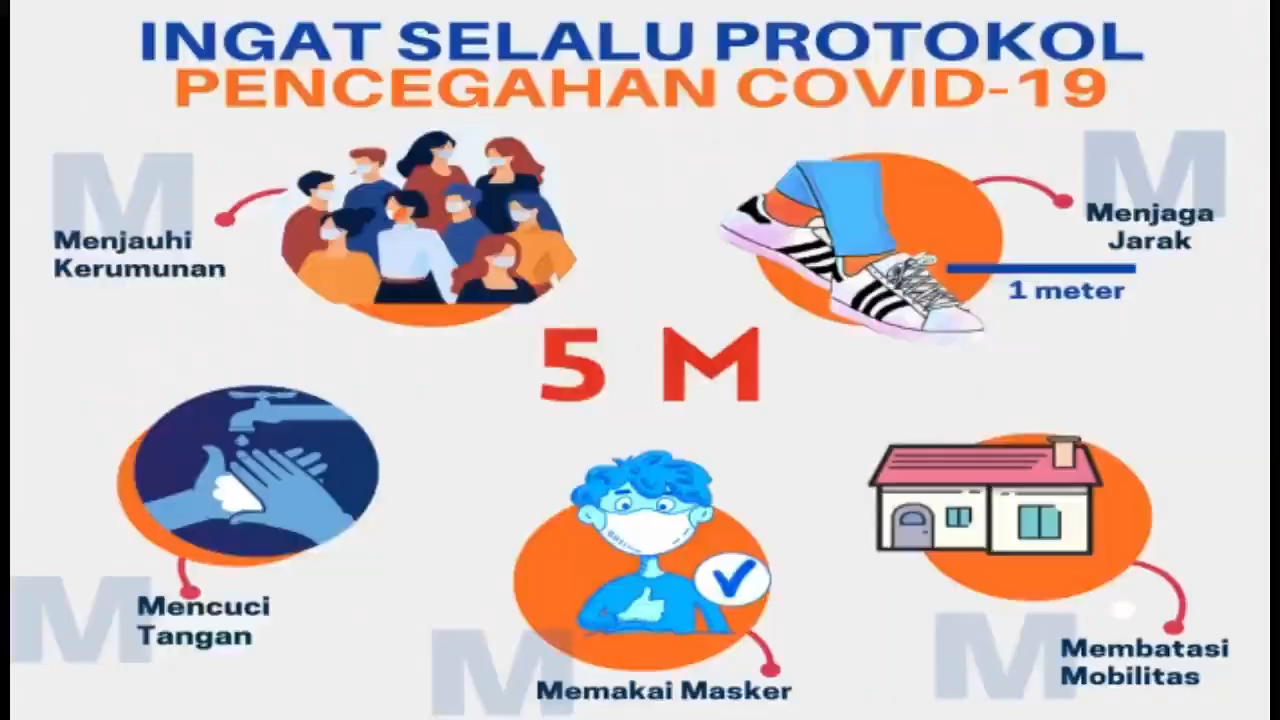 INGAT SELALU PROTOKOL
PENCEGAHAN COVID-19
M
Menjauhi
Kerumunan
M
Menjaga
Jarak
1 meter
5 M
M
Mencuci
Tangan
M
Memakai Masker
M
Membatasi
Mobilitas